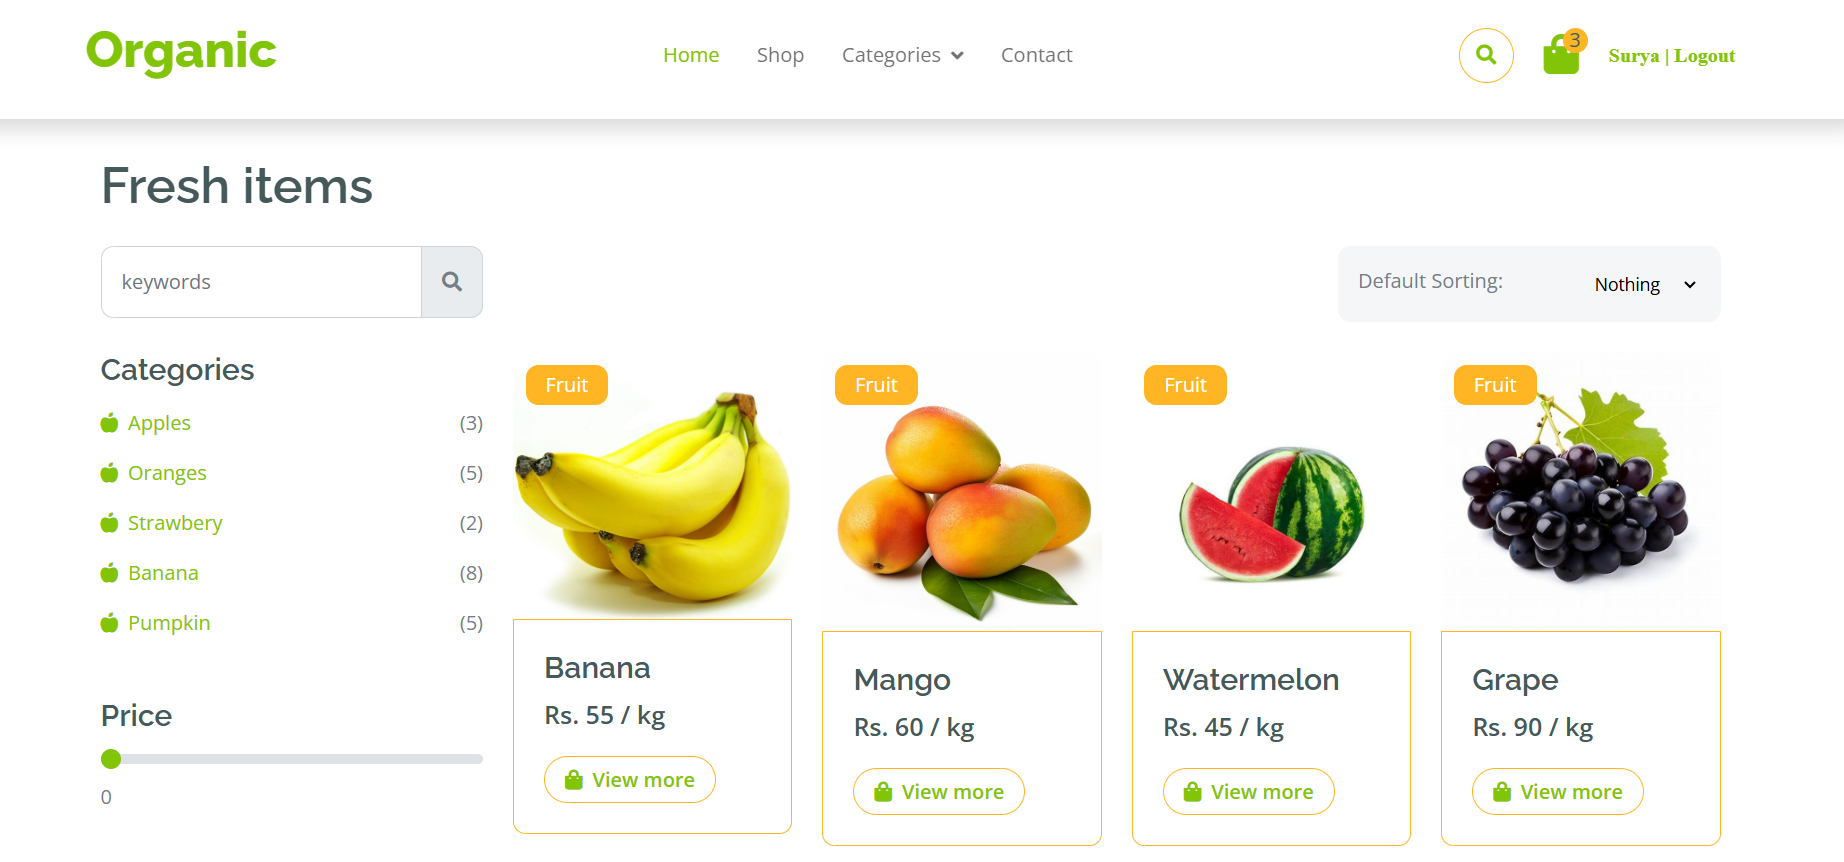 Organic
Home Shop Categories Contact
3
Surya | Logout
Fresh items
keywords
Default Sorting: Nothing
Categories
Apples (3)
Oranges (5)
Strawbery (2)
Banana (8)
Pumpkin (5)
Price
0
Fruit
Banana
Rs. 55 / kg
View more
Fruit
Mango
Rs. 60 / kg
View more
Fruit
Watermelon
Rs. 45 / kg
View more
Fruit
Grape
Rs. 90 / kg
View more